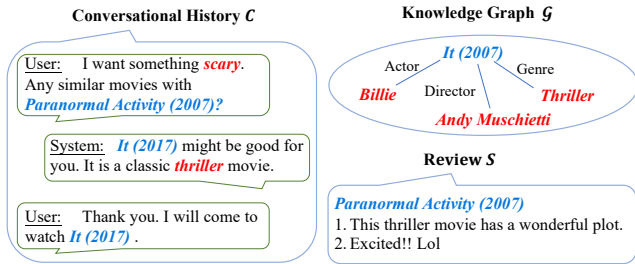 Conversational History C
User: I want something scary.
Any similar movies with
Paranormal Activity (2007)?
System: It (2017) might be good for
you. It is a classic thriller movie.
User: Thank you. I will come to
watch It (2017) .
Knowledge Graph G
It (2007)
Actor
Genre
Director
Billie
Thriller
Andy Muschietti
Review S
Paranormal Activity (2007)
1. This thriller movie has a wonderful plot.
2. Excited!! Lol